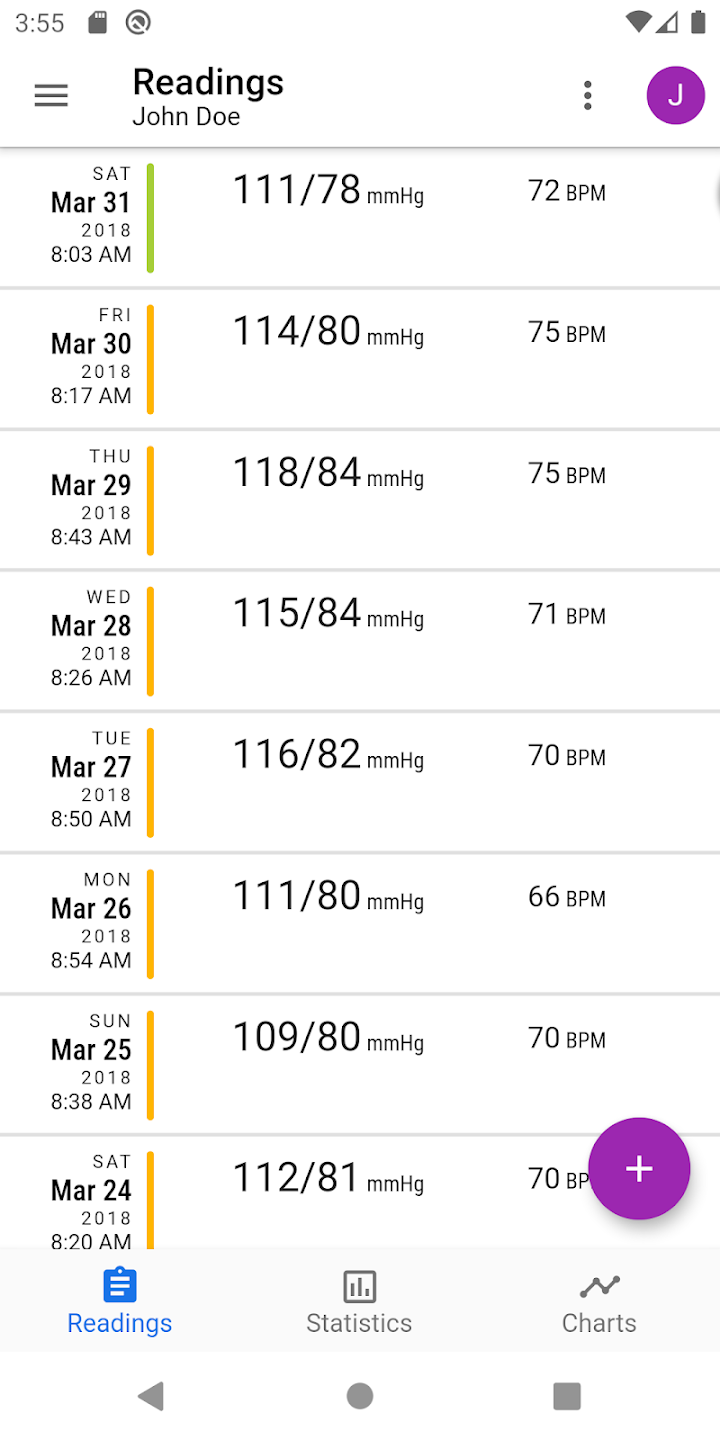 3:55
Readings
John Doe
J
SAT
Mar 31
2018
8:03 AM
111/78 mmHg
72 BPM
FRI
Mar 30
2018
8:17 AM
114/80 mmHg
75 BPM
THU
Mar 29
2018
8:43 AM
118/84 mmHg
75 BPM
WED
Mar 28
2018
8:26 AM
115/84 mmHg
71 BPM
TUE
Mar 27
2018
8:50 AM
116/82 mmHg
70 BPM
MON
Mar 26
2018
8:54 AM
111/80 mmHg
66 BPM
SUN
Mar 25
2018
8:38 AM
109/80 mmHg
70 BPM
SAT
Mar 24
2018
8:20 AM
112/81 mmHg
70 BP
+
Readings
Statistics
Charts